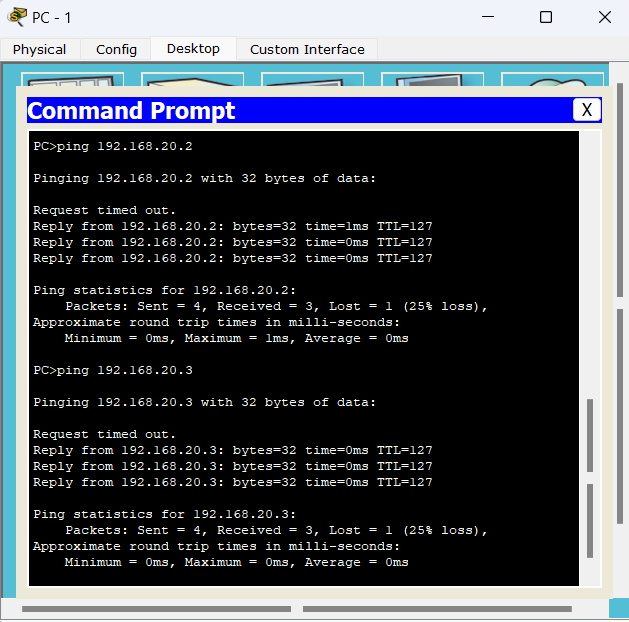 PC - 1
Physical Config Desktop Custom Interface
Command Prompt X
PC>ping 192.168.20.2
Pinging 192.168.20.2 with 32 bytes of data:
Request timed out.
Reply from 192.168.20.2: bytes=32 time=1ms TTL=127
Reply from 192.168.20.2: bytes=32 time=0ms TTL=127
Reply from 192.168.20.2: bytes=32 time=0ms TTL=127
Ping statistics for 192.168.20.2:
Packets: Sent = 4, Received = 3, Lost = 1 (25% loss),
Approximate round trip times in milli-seconds:
Minimum = 0ms, Maximum = 1ms, Average = 0ms
PC>ping 192.168.20.3
Pinging 192.168.20.3 with 32 bytes of data:
Request timed out.
Reply from 192.168.20.3: bytes=32 time=0ms TTL=127
Reply from 192.168.20.3: bytes=32 time=0ms TTL=127
Reply from 192.168.20.3: bytes=32 time=0ms TTL=127
Ping statistics for 192.168.20.3:
Packets: Sent = 4, Received = 3, Lost = 1 (25% loss),
Approximate round trip times in milli-seconds:
Minimum = 0ms, Maximum = 0ms, Average = 0ms